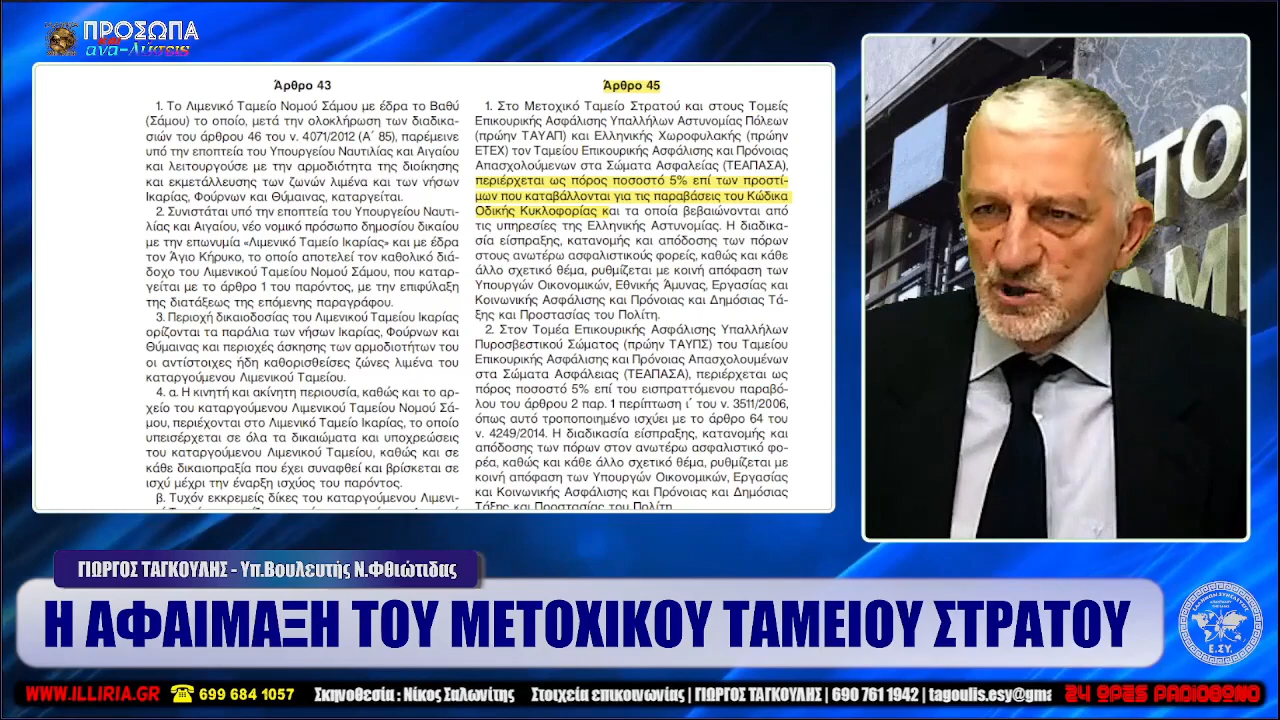 ΠΡΟΣΩΠΑ
και
ανα-λύσεις
Άρθρο 43
1. Το Λιμενικό Ταμείο Νομού Σάμου με έδρα το Βαθύ
(Σάμου) το οποίο, μετά την ολοκλήρωση των διαδικα-
σιών του άρθρου 46 του ν. 4071/2012 (Α΄ 85), παρέμεινε
υπό την εποπτεία του Υπουργείου Ναυτιλίας και Αιγαίου
και λειτουργούσε με την αρμοδιότητα της διοίκησης
και εκμετάλλευσης των ζωνών λιμένα και των νήσων
Ικαρίας, Φούρνων και Θύμαινας, καταργείται.
2. Συνιστάται υπό την εποπτεία του Υπουργείου Ναυτι-
λίας και Αιγαίου, νέο νομικό πρόσωπο δημοσίου δικαίου
με την επωνυμία «Λιμενικό Ταμείο Ικαρίας» και με έδρα
τον Άγιο Κήρυκο, το οποίο αποτελεί τον καθολικό διά-
δοχο του Λιμενικού Ταμείου Νομού Σάμου, που καταρ-
γείται με το άρθρο 1 του παρόντος, με την επιφύλαξη
της διατάξεως της επόμενης παραγράφου.
3. Περιοχή δικαιοδοσίας του Λιμενικού Ταμείου Ικαρίας
ορίζονται τα παράλια των νήσων Ικαρίας, Φούρνων και
Θύμαινας και περιοχές άσκησης των αρμοδιοτήτων του
οι αντίστοιχες ήδη καθορισθείσες ζώνες λιμένα του
καταργούμενου Λιμενικού Ταμείου.
4. α. Η κινητή και ακίνητη περιουσία, καθώς και το αρ-
χείο του καταργούμενου Λιμενικού Ταμείου Νομού Σά-
μου, περιέχονται στο Λιμενικό Ταμείο Ικαρίας, το οποίο
υπεισέρχεται σε όλα τα δικαιώματα και υποχρεώσεις
του καταργούμενου Λιμενικού Ταμείου, καθώς και σε
κάθε δικαιοπραξία που έχει συναφθεί και βρίσκεται σε
ισχύ μέχρι την έναρξη ισχύος του παρόντος.
β. Τυχόν εκκρεμείς δίκες του καταργούμενου Λιμενι-
Άρθρο 45
1. Στο Μετοχικό Ταμείο Στρατού και στους Τομείς
Επικουρικής Ασφάλισης Υπαλλήλων Αστυνομίας Πόλεων
(πρώην ΤΑΥΑΠ) και Ελληνικής Χωροφυλακής (πρώην
ΕΤΕΧ) τον Ταμείου Επικουρικής Ασφάλισης και Πρόνοιας
Απασχολούμενων στα Σώματα Ασφαλείας (ΤΕΑΠΑΣΑ),
περιέρχεται ως πόρος ποσοστό 5% επί των προστί-
μων που καταβάλλονται για τις παραβάσεις του Κώδικα
Οδικής Κυκλοφορίας και τα οποία βεβαιώνονται από
τις υπηρεσίες της Ελληνικής Αστυνομίας. Η διαδικα-
σία είσπραξης, κατανομής και απόδοσης των πόρων
στους ανωτέρω ασφαλιστικούς φορείς, καθώς και κάθε
άλλο σχετικό θέμα, ρυθμίζεται με κοινή απόφαση των
Υπουργών Οικονομικών, Εθνικής Άμυνας, Εργασίας και
Κοινωνικής Ασφάλισης και Πρόνοιας και Δημόσιας Τά-
ξης και Προστασίας του Πολίτη.
2. Στον Τομέα Επικουρικής Ασφάλισης Υπαλλήλων
Πυροσβεστικού Σώματος (πρώην ΤΑΥΠΣ) του Ταμείου
Επικουρικής Ασφάλισης και Πρόνοιας Απασχολουμένων
στα Σώματα Ασφάλειας (ΤΕΑΠΑΣΑ), περιέρχεται ως
πόρος ποσοστό 5% επί του εισπραττόμενου παραβό-
λου του άρθρου 2 παρ. 1 περίπτωση ι΄ του ν. 3511/2006,
όπως αυτό τροποποιημένο ισχύει με το άρθρο 64 του
ν. 4249/2014. Η διαδικασία είσπραξης, κατανομής και
απόδοσης των πόρων στον ανωτέρω ασφαλιστικό φο-
ρέα, καθώς και κάθε άλλο σχετικό θέμα, ρυθμίζεται με
κοινή απόφαση των Υπουργών Οικονομικών, Εργασίας
και Κοινωνικής Ασφάλισης και Πρόνοιας και Δημόσιας
Τάξης και Προστασίας του Πολίτη.
ΓΙΩΡΓΟΣ ΤΑΓΚΟΥΛΗΣ - Υπ.Βουλευτής Ν.Φθιώτιδας
Η ΑΦΑΙΜΑΞΗ ΤΟΥ ΜΕΤΟΧΙΚΟΥ ΤΑΜΕΙΟΥ ΣΤΡΑΤΟΥ
Ε.ΣΥ.
WWW.ILLIRIA.GR ☎ 699 684 1057 Σκηνοθεσία : Νίκος Σαλωνίτης Στοιχεία επικοινωνίας | ΓΙΩΡΓΟΣ ΤΑΓΚΟΥΛΗΣ | 690 761 1942 | tagoulis.esy@gma 24 ΩΡΕΣ ΡΑΔΙΟΦΩΝΟ